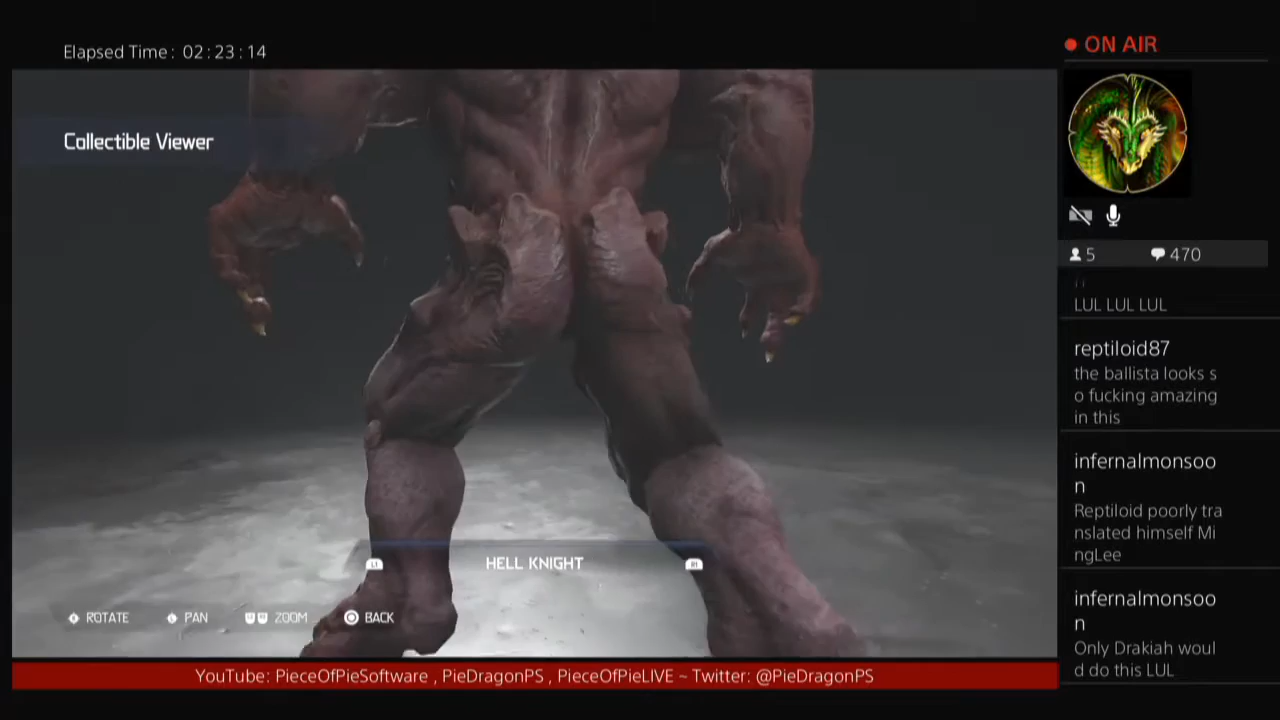 Elapsed Time: 02:23:14
ON AIR
Collectible Viewer
5 470
LUL LUL LUL
reptiloid87
the ballista looks s
o fucking amazing
in this
infernalmonsoo
n
Reptiloid poorly tra
nslated himself Mi
ngLee
infernalmonsoo
n
Only Drakiah woul
d do this LUL
L1 HELL KNIGHT R1
ROTATE PAN ZOOM BACK
YouTube: PieceOfPieSoftware , PieDragonPS , PieceOfPieLIVE ~ Twitter: @PieDragonPS